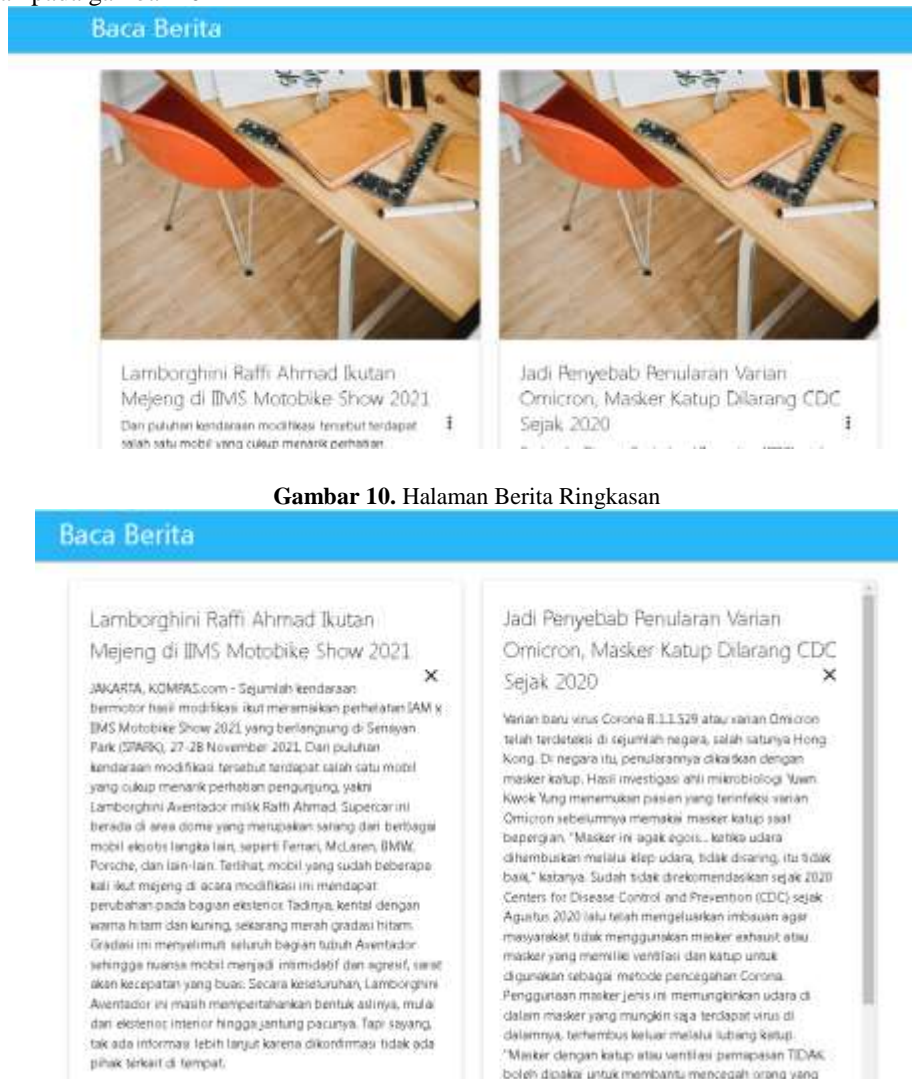 Baca Berita
Lamborghini Raffi Ahmad Ikutan
Mejeng di IIMS Motobike Show 2021
Dari puluhan kendaraan modifikasi tersebut terdapat
salah satu mobil yang cukup menarik perhatian
Jadi Penyebab Penularan Varian
Omicron, Masker Katup Dilarang CDC
Sejak 2020
Gambar 10. Halaman Berita Ringkasan
Baca Berita
Lamborghini Raffi Ahmad Ikutan
Mejeng di IIMS Motobike Show 2021
JAKARTA, KOMPAS.com - Sejumlah kendaraan
bermotor hasil modifikasi ikut meramaikan perhelatan IAM x
IIMS Motobike Show 2021 yang berlangsung di Senayan
Park (SPARK), 27-28 November 2021. Dari puluhan
kendaraan modifikasi tersebut terdapat salah satu mobil
yang cukup menarik perhatian pengunjung, yakni
Lamborghini Aventador milik Raffi Ahmad. Supercar ini
berada di area dome yang merupakan sarang dari berbagai
mobil eksotis langka lain, seperti Ferrari, McLaren, BMW,
Porsche, dan lain-lain. Terlihat, mobil yang sudah beberapa
kali ikut mejeng di acara modifikasi ini mendapat
perubahan pada bagian eksterior. Tadinya, kental dengan
warna hitam dan kuning, sekarang merah gradasi hitam.
Gradasi ini menyelimuti seluruh bagian tubuh Aventador
sehingga nuansa mobil menjadi intimidatif dan agresif, sarat
akan kecepatan yang buas. Secara keseluruhan, Lamborghini
Aventador ini masih mempertahankan bentuk aslinya, mulai
dari eksterior, interior hingga jantung pacunya. Tapi sayang,
tak ada informasi lebih lanjut karena dikonfirmasi tidak ada
pihak terkait di tempat.
Jadi Penyebab Penularan Varian
Omicron, Masker Katup Dilarang CDC
Sejak 2020
Varian baru virus Corona B.1.1.529 atau varian Omicron
telah terdeteksi di sejumlah negara, salah satunya Hong
Kong. Di negara itu, penularannya dikaitkan dengan
masker katup. Hasil investigasi ahli mikrobiologi Yuen
Kwok Yung menemukan pasien yang terinfeksi varian
Omicron sebelumnya memakai masker katup saat
bepergian. "Masker ini agak egois... ketika udara
dihembuskan melalui klep udara, tidak disaring, itu tidak
baik," katanya. Sudah tidak direkomendasikan sejak 2020
Centers for Disease Control and Prevention (CDC) sejak
Agustus 2020 lalu telah mengeluarkan imbauan agar
masyarakat tidak menggunakan masker exhaust atau
masker yang memiliki ventilasi dan katup untuk
digunakan sebagai metode pencegahan Corona.
Penggunaan masker jenis ini memungkinkan udara di
dalam masker yang mungkin saja terdapat virus di
dalamnya, terhembus keluar melalui lubang katup.
"Masker dengan katup atau ventilasi pernapasan TIDAK
boleh dipakai untuk membantu mencegah orang yang